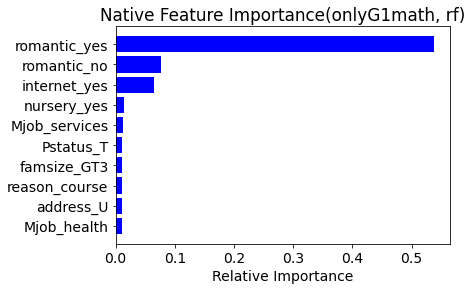 Native Feature Importance(onlyG1math, rf)
romantic_yes
romantic_no
internet_yes
nursery_yes
Mjob_services
Pstatus_T
famsize_GT3
reason_course
address_U
Mjob_health
0.0 0.1 0.2 0.3 0.4 0.5
Relative Importance